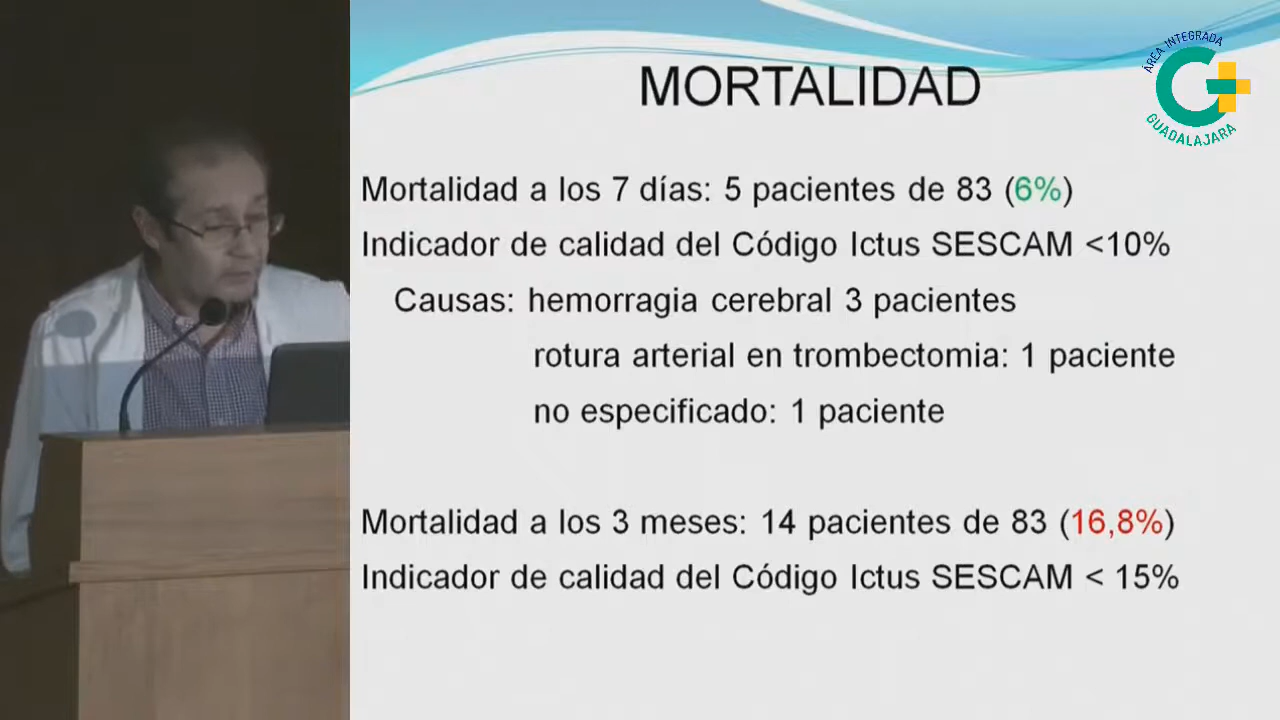 MORTALIDAD
ÁREA INTEGRADA
GUADALAJARA
Mortalidad a los 7 días: 5 pacientes de 83 (6%)
Indicador de calidad del Código Ictus SESCAM <10%
Causas: hemorragia cerebral 3 pacientes
rotura arterial en trombectomia: 1 paciente
no especificado: 1 paciente
Mortalidad a los 3 meses: 14 pacientes de 83 (16,8%)
Indicador de calidad del Código Ictus SESCAM < 15%